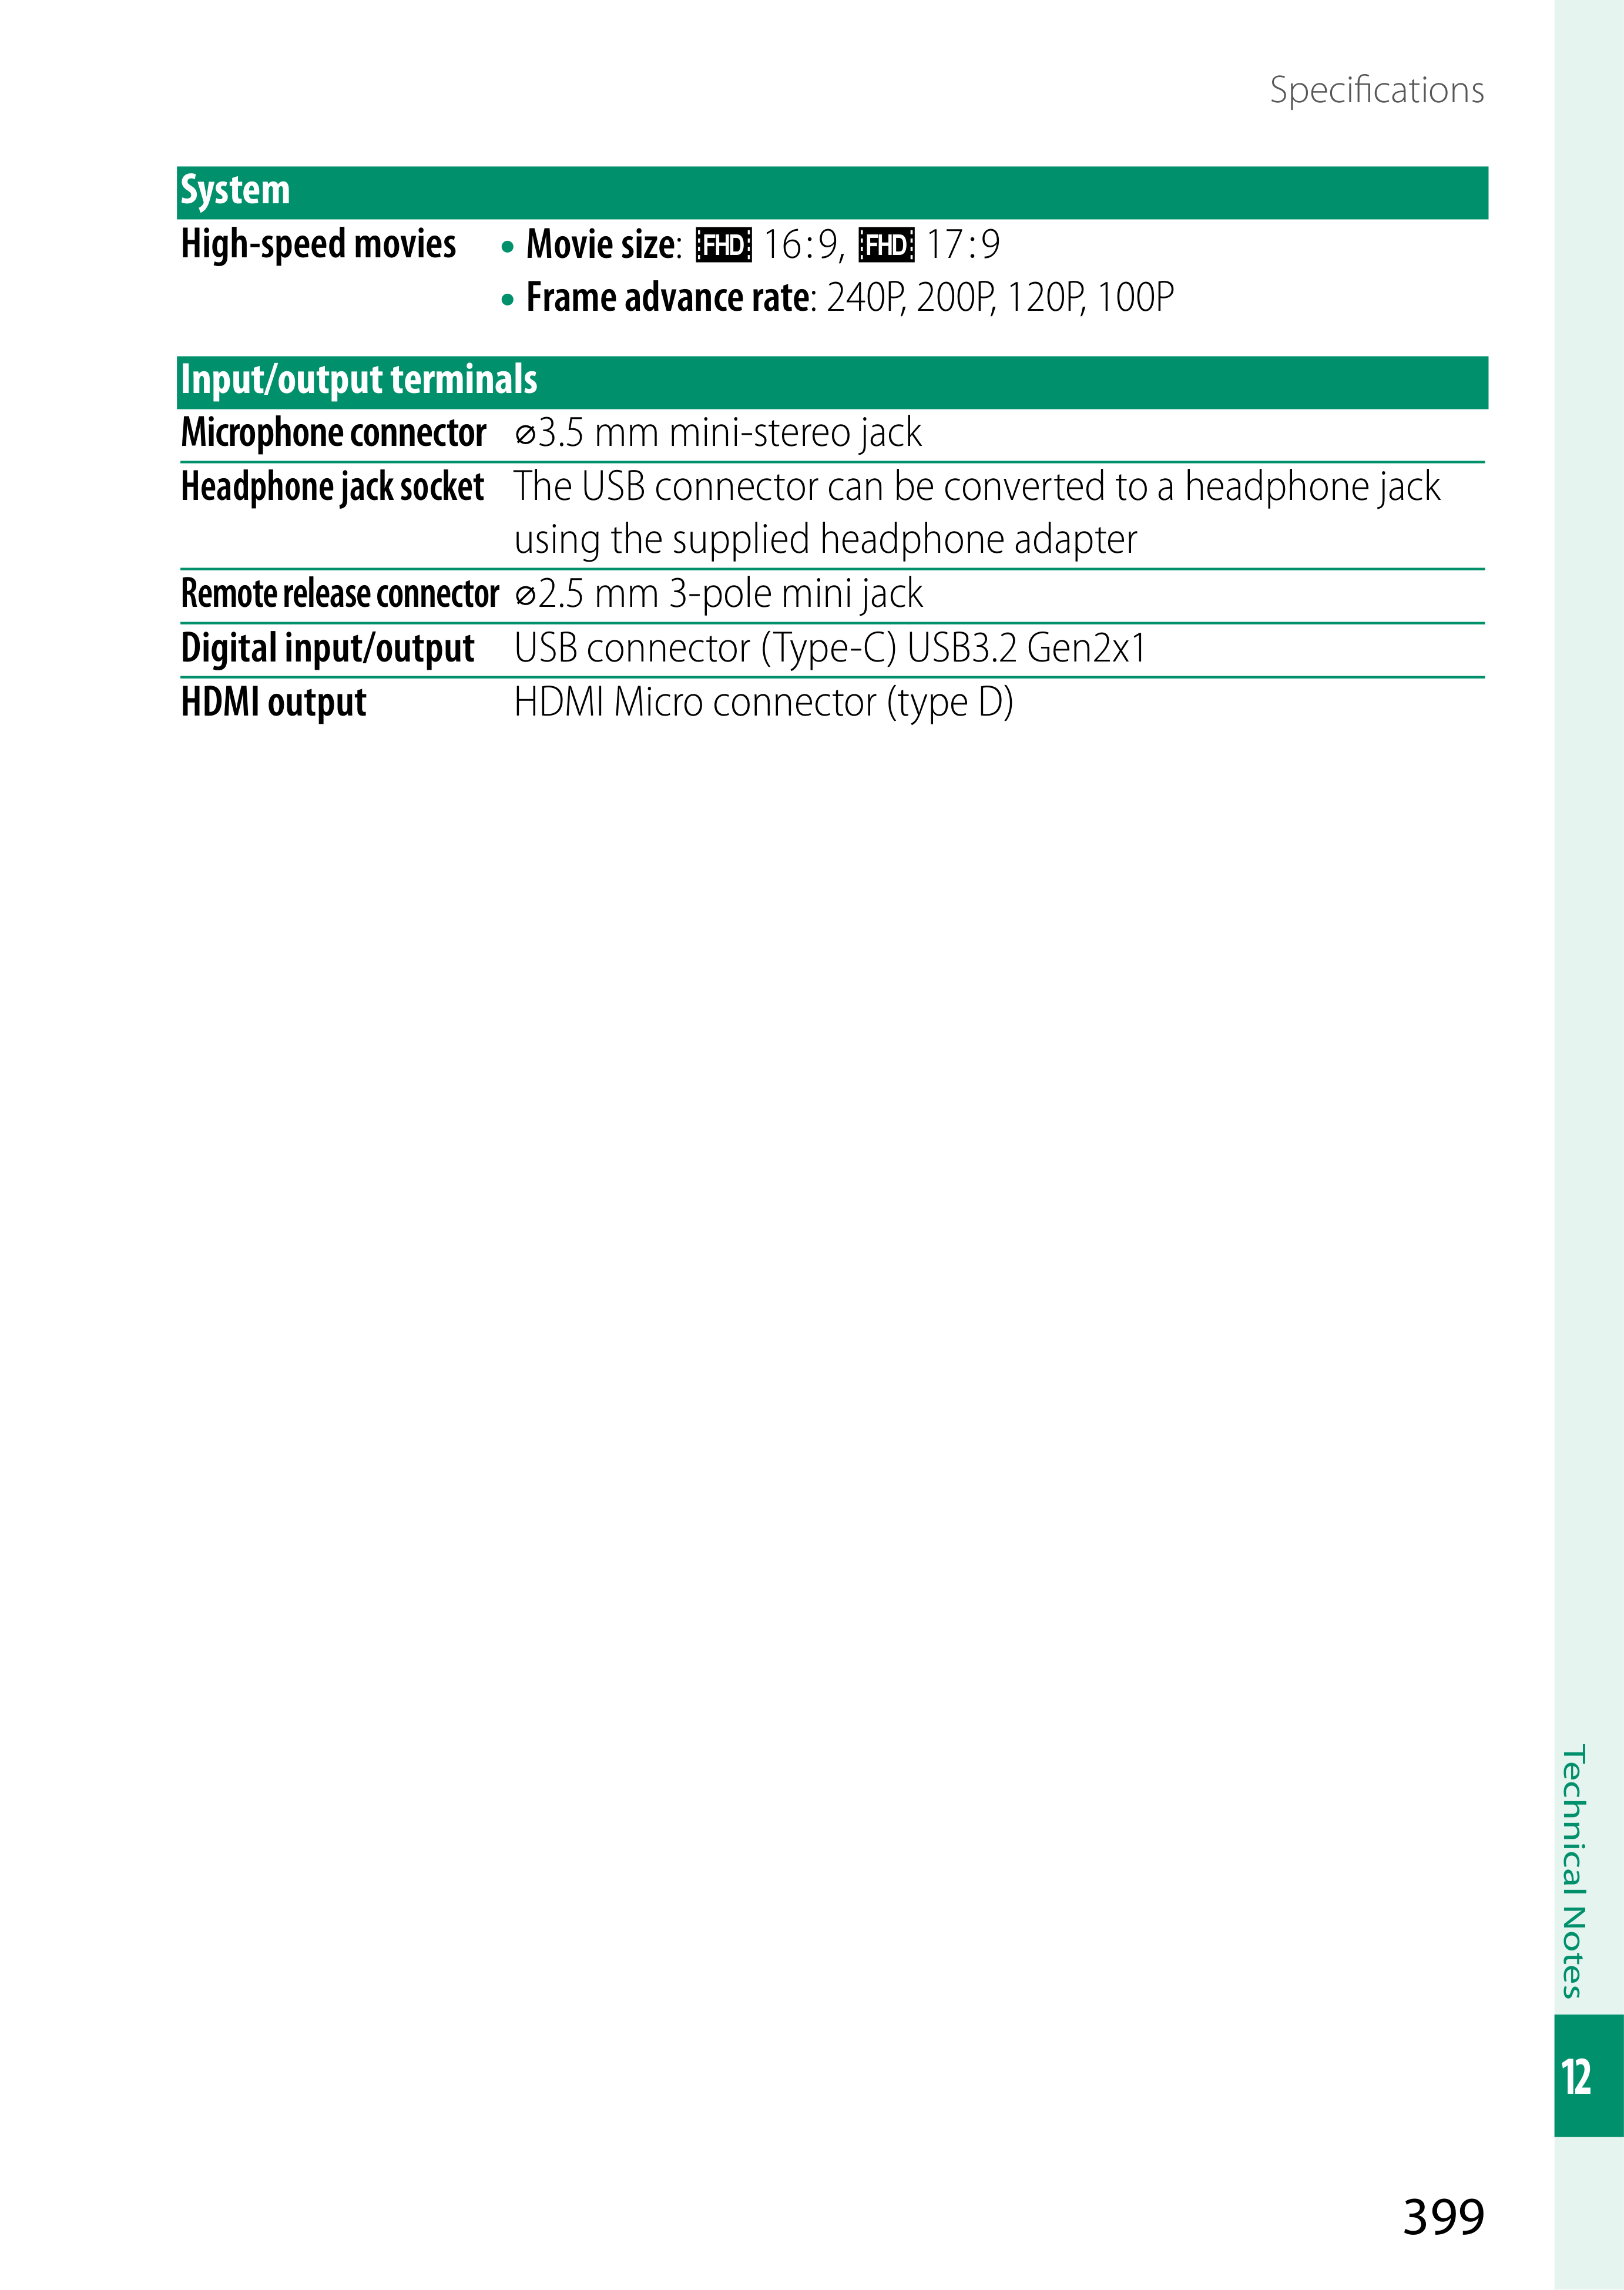 Specifications
System
High-speed movies • Movie size: FHD 16:9, FHD 17:9
• Frame advance rate: 240P, 200P, 120P, 100P
Input/output terminals
Microphone connector ⌀3.5 mm mini-stereo jack
Headphone jack socket The USB connector can be converted to a headphone jack
using the supplied headphone adapter
Remote release connector ⌀2.5 mm 3-pole mini jack
Digital input/output USB connector (Type-C) USB3.2 Gen2x1
HDMI output HDMI Micro connector (type D)
Technical Notes
12
399